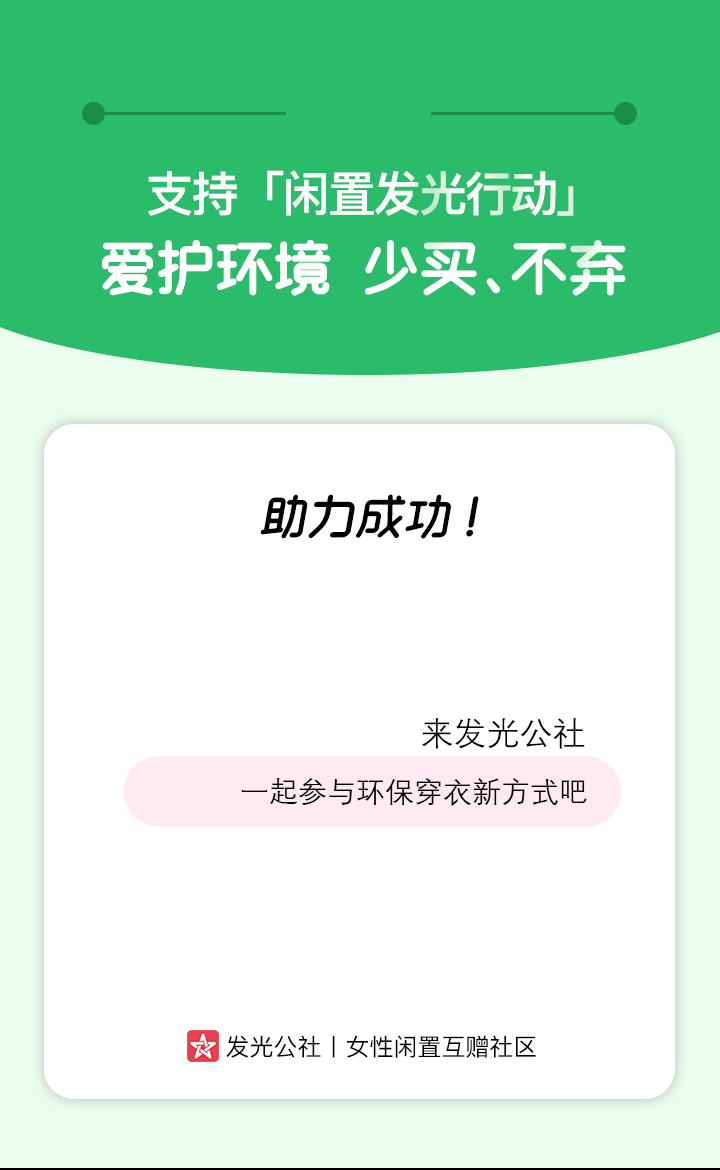 支持「闲置发光行动」
爱护环境 少买、不弃
助力成功！
来发光公社
一起参与环保穿衣新方式吧
发光公社丨女性闲置互赠社区